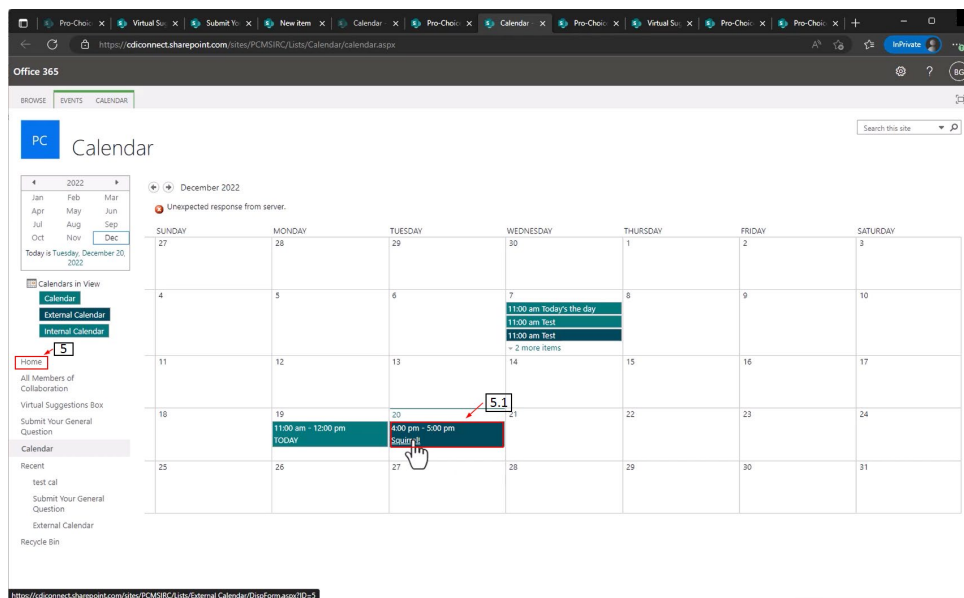 Pro-Choic
Virtual Sug
Submit Yo
New item
Calendar -
Pro-Choic
Calendar -
Pro-Choic
Virtual Sug
Pro-Choic
Pro-Choic
https://cdiconnect.sharepoint.com/sites/PCMSIRC/Lists/Calendar/calendar.aspx
InPrivate
Office 365
? BG
BROWSE EVENTS CALENDAR
PC Calendar
Search this site
2022
Jan Feb Mar
Apr May Jun
Jul Aug Sep
Oct Nov Dec
Today is Tuesday, December 20,
2022
Calendars in View
Calendar
External Calendar
Internal Calendar
5
Home
All Members of
Collaboration
Virtual Suggestions Box
Submit Your General
Question
Calendar
Recent
test cal
Submit Your General
Question
External Calendar
Recycle Bin
December 2022
Unexpected response from server.
SUNDAY MONDAY TUESDAY WEDNESDAY THURSDAY FRIDAY SATURDAY
27 28 29 30 1 2 3
4 5 6 7 8 9 10
11:00 am Today's the day
11:00 am Test
11:00 am Test
2 more items
11 12 13 14 15 16 17
5.1
18 19 20 21 22 23 24
11:00 am - 12:00 pm
TODAY
4:00 pm - 5:00 pm
Squirrel!
25 26 27 28 29 30 31
https://cdiconnect.sharepoint.com/sites/PCMSIRC/Lists/External Calendar/DispForm.aspx?ID=5